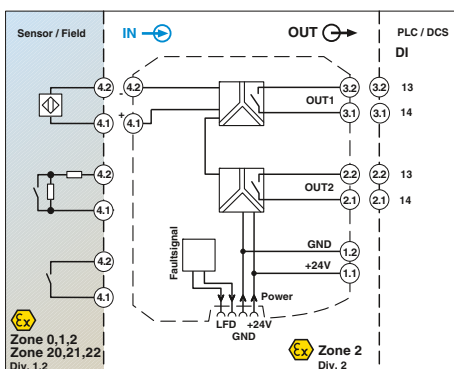 Sensor / Field
IN
OUT
PLC / DCS
DI
4.2
4.2
-
3.2
3.2
13
OUT1
4.1
+
4.1
3.1
3.1
14
4.2
2.2
2.2
13
OUT2
4.1
2.1
2.1
14
Faultsignal
GND
1.2
4.2
+24V
1.1
4.1
Power
LFD
+24V
GND
Ex
Zone 0,1,2
Zone 20,21,22
Div. 1,2
Ex
Zone 2
Div. 2